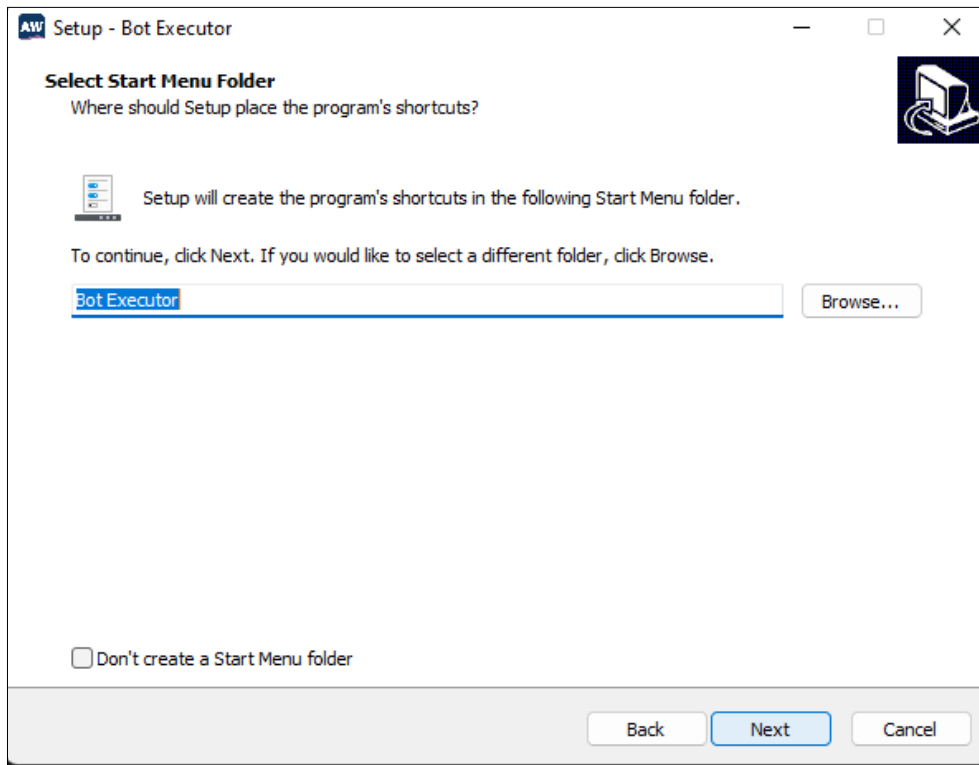 AW Setup - Bot Executor
Select Start Menu Folder
Where should Setup place the program's shortcuts?
Setup will create the program's shortcuts in the following Start Menu folder.
To continue, click Next. If you would like to select a different folder, click Browse.
Bot Executor Browse...
Don't create a Start Menu folder
Back Next Cancel